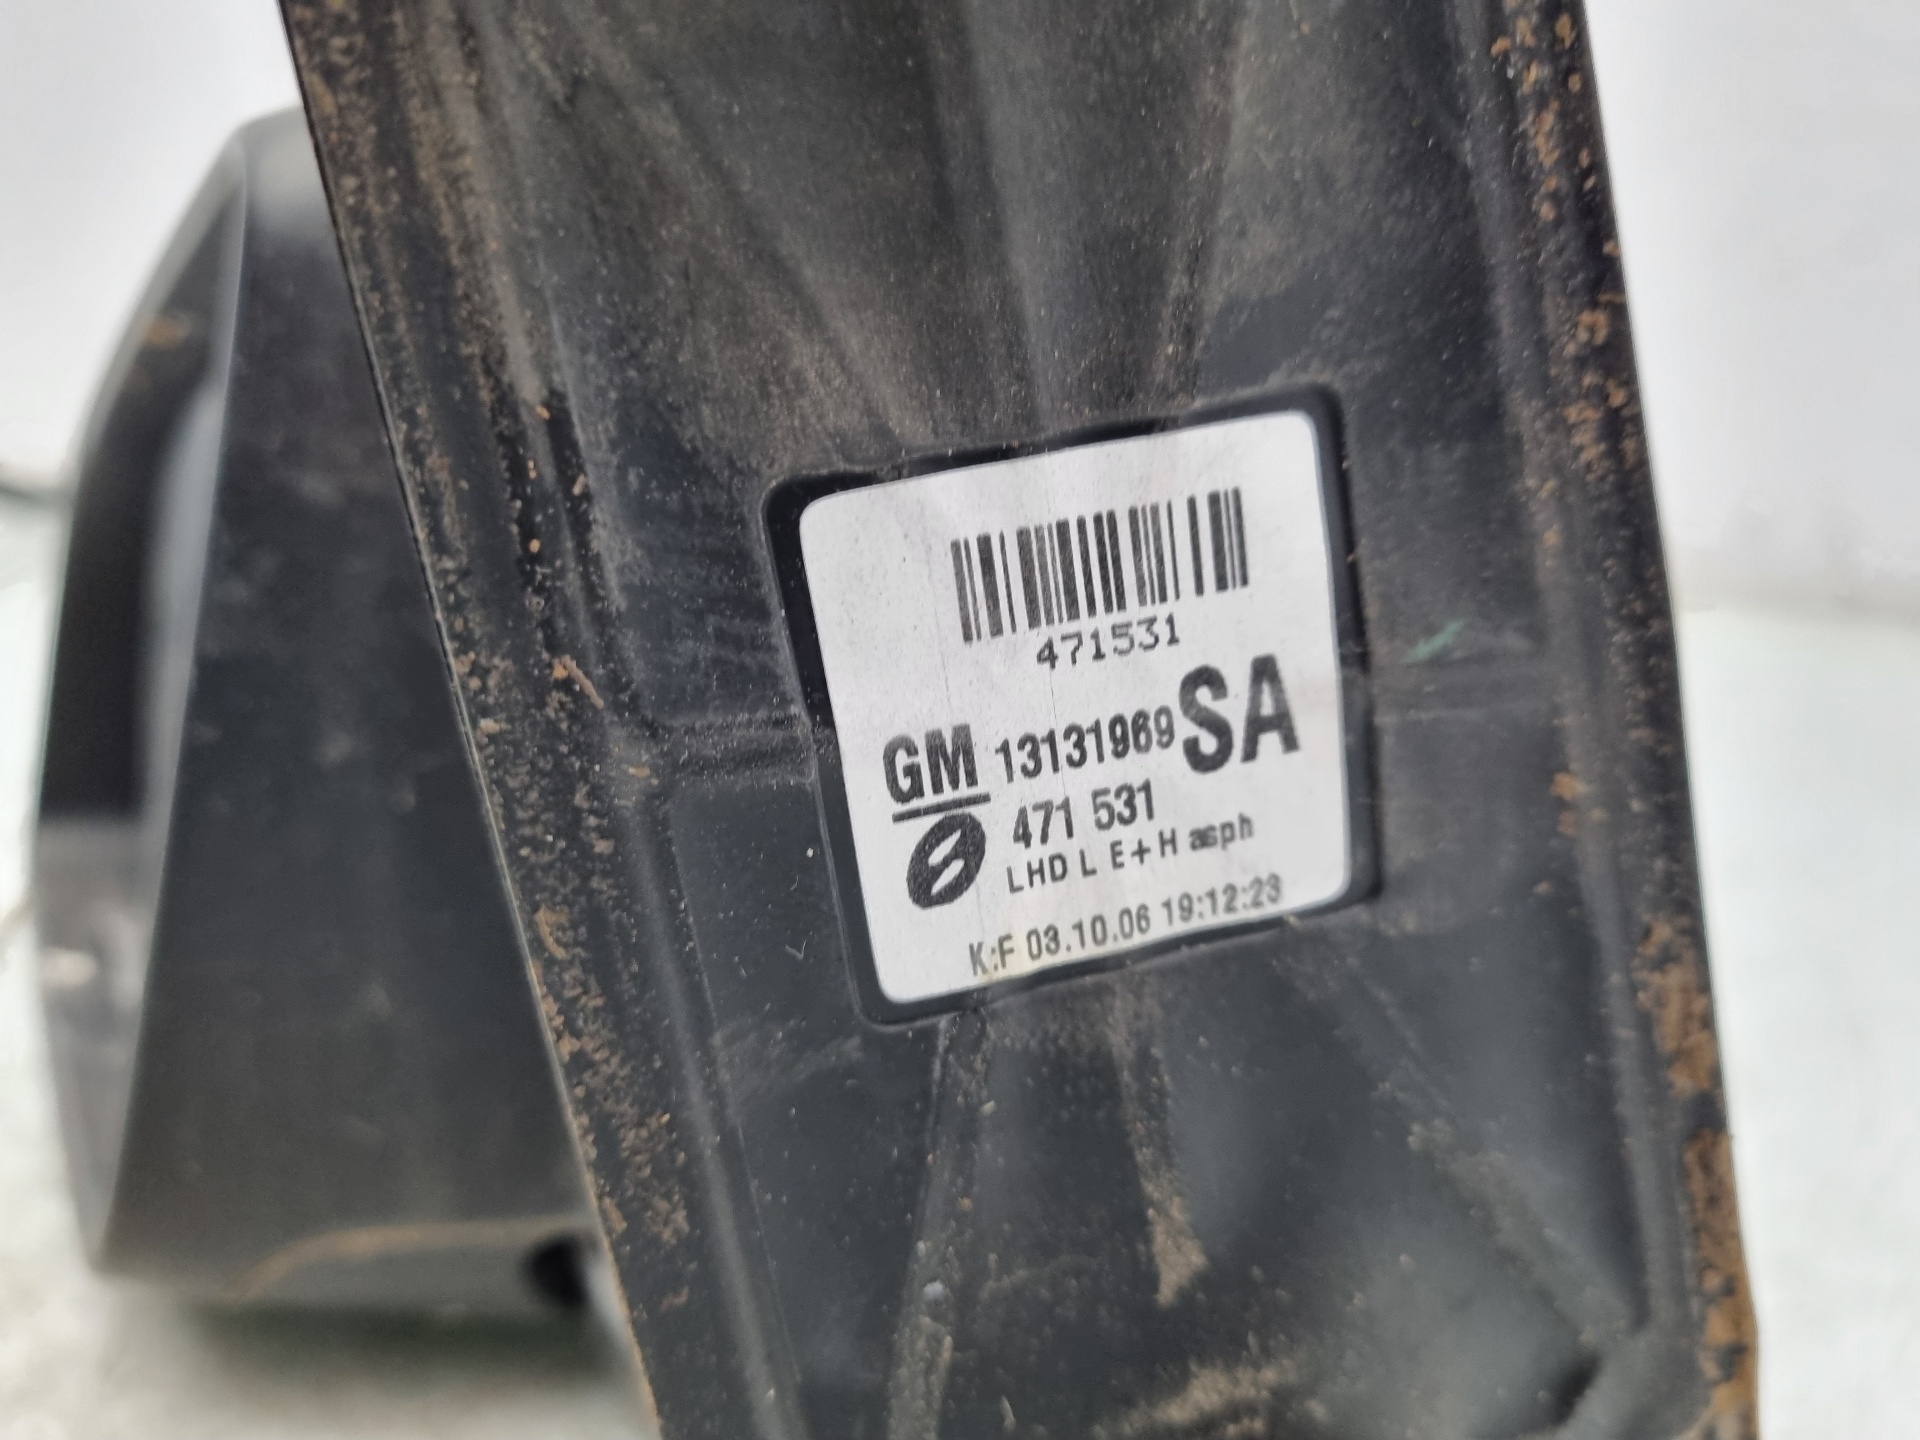 471531
GM 13131969 SA
471 531
LHD L E+H asph
K:F 03.10.06 19:12:23